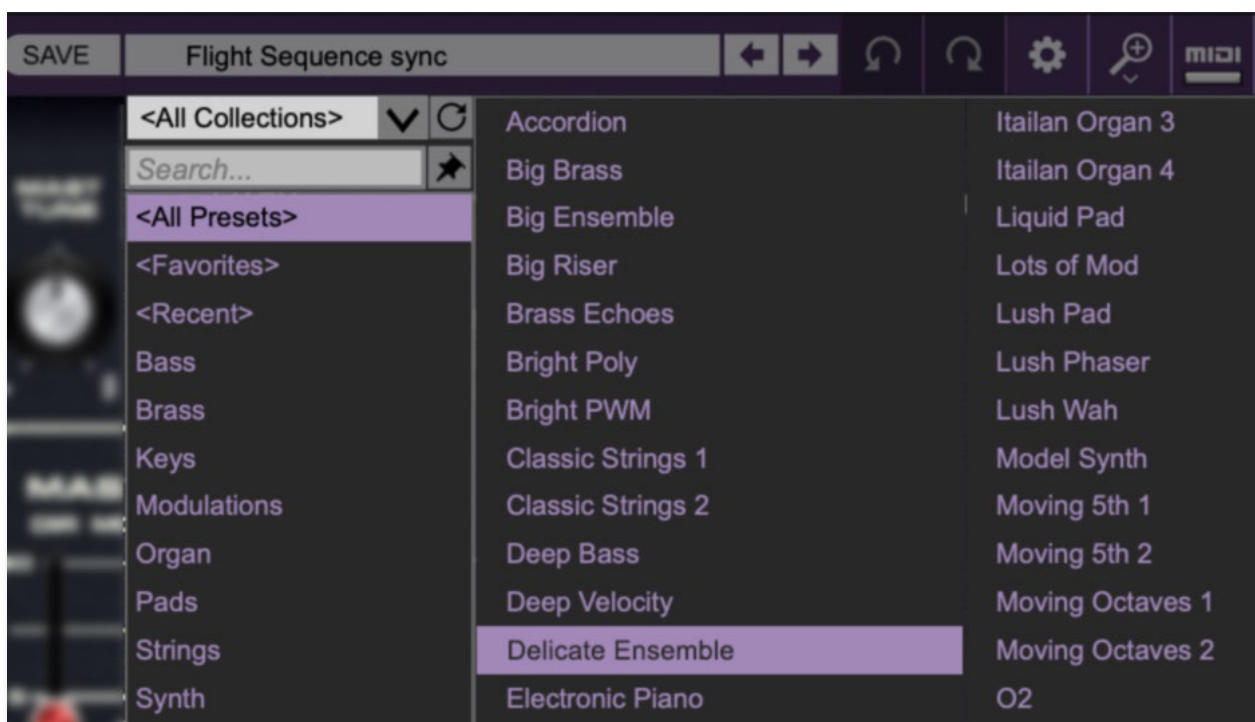 SAVE
Flight Sequence sync
MIDI
<All Collections>
Search...
<All Presets>
<Favorites>
<Recent>
Bass
Brass
Keys
Modulations
Organ
Pads
Strings
Synth
Accordion
Big Brass
Big Ensemble
Big Riser
Brass Echoes
Bright Poly
Bright PWM
Classic Strings 1
Classic Strings 2
Deep Bass
Deep Velocity
Delicate Ensemble
Electronic Piano
Itailan Organ 3
Itailan Organ 4
Liquid Pad
Lots of Mod
Lush Pad
Lush Phaser
Lush Wah
Model Synth
Moving 5th 1
Moving 5th 2
Moving Octaves 1
Moving Octaves 2
O2
MAST
TUNE
MAS